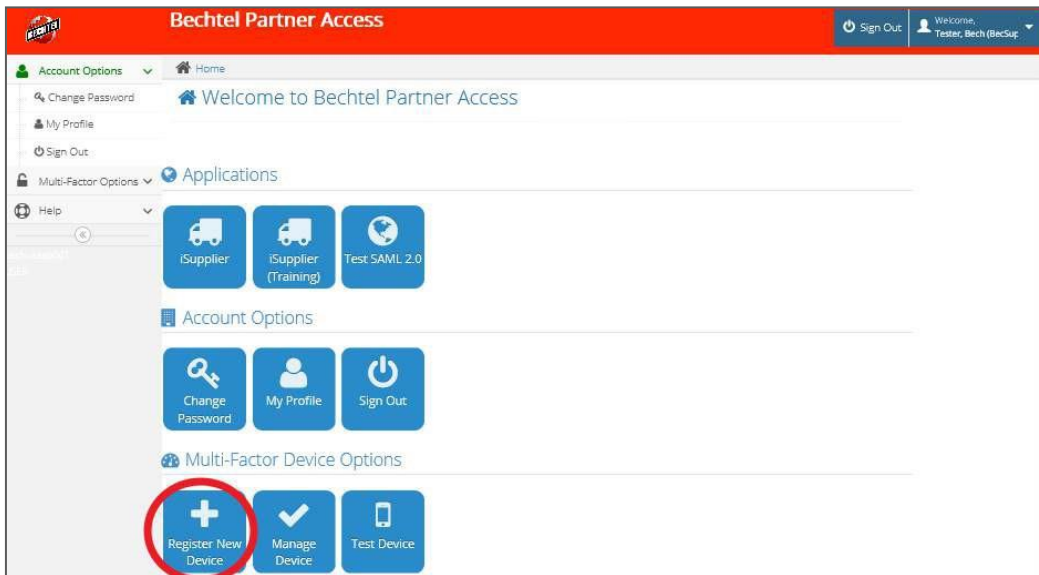 Bechtel Partner Access
Sign Out
Welcome,
Tester, Bech (BecSup
Account Options
Change Password
My Profile
Sign Out
Multi-Factor Options
Help
Home
Welcome to Bechtel Partner Access
Applications
iSupplier
iSupplier
(Training)
Test SAML 2.0
Account Options
Change
Password
My Profile
Sign Out
Multi-Factor Device Options
Register New
Device
Manage
Device
Test Device